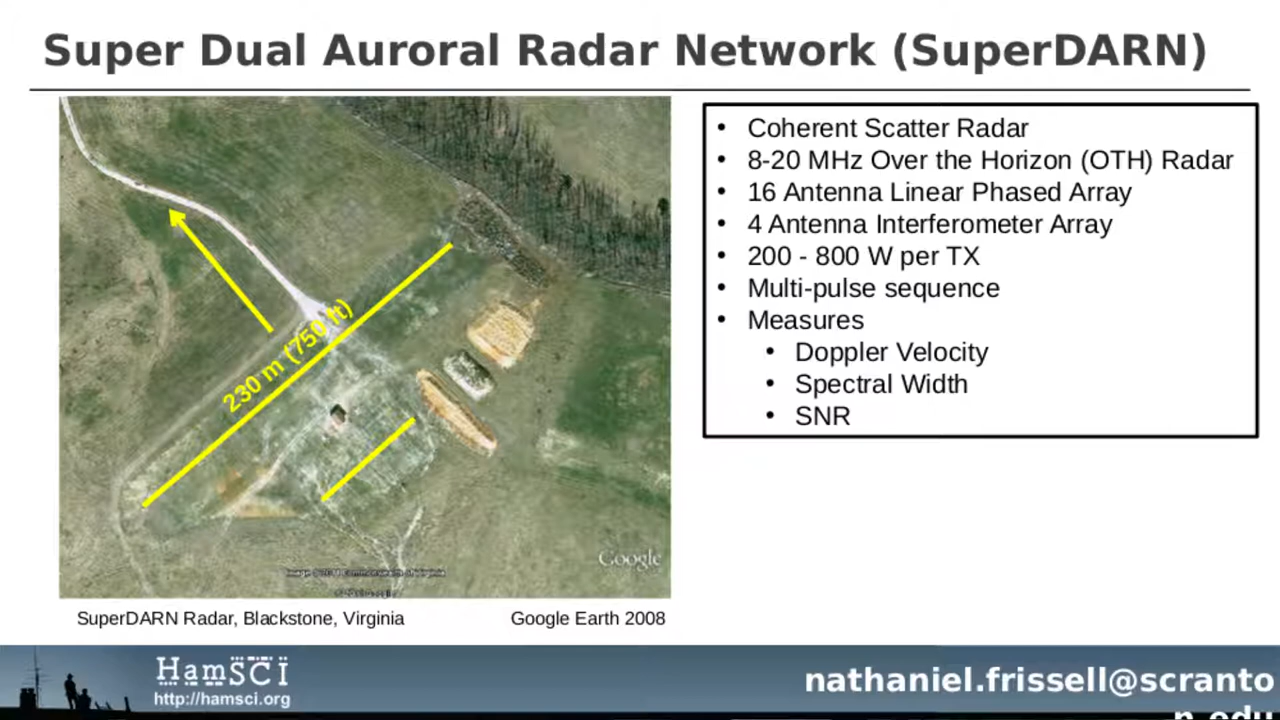 Super Dual Auroral Radar Network (SuperDARN)
230 m (750 ft)
Google
SuperDARN Radar, Blackstone, Virginia
Google Earth 2008
• Coherent Scatter Radar
• 8-20 MHz Over the Horizon (OTH) Radar
• 16 Antenna Linear Phased Array
• 4 Antenna Interferometer Array
• 200 - 800 W per TX
• Multi-pulse sequence
• Measures
• Doppler Velocity
• Spectral Width
• SNR
HamSCI
http://hamsci.org
nathaniel.frissell@scranto
n.edu